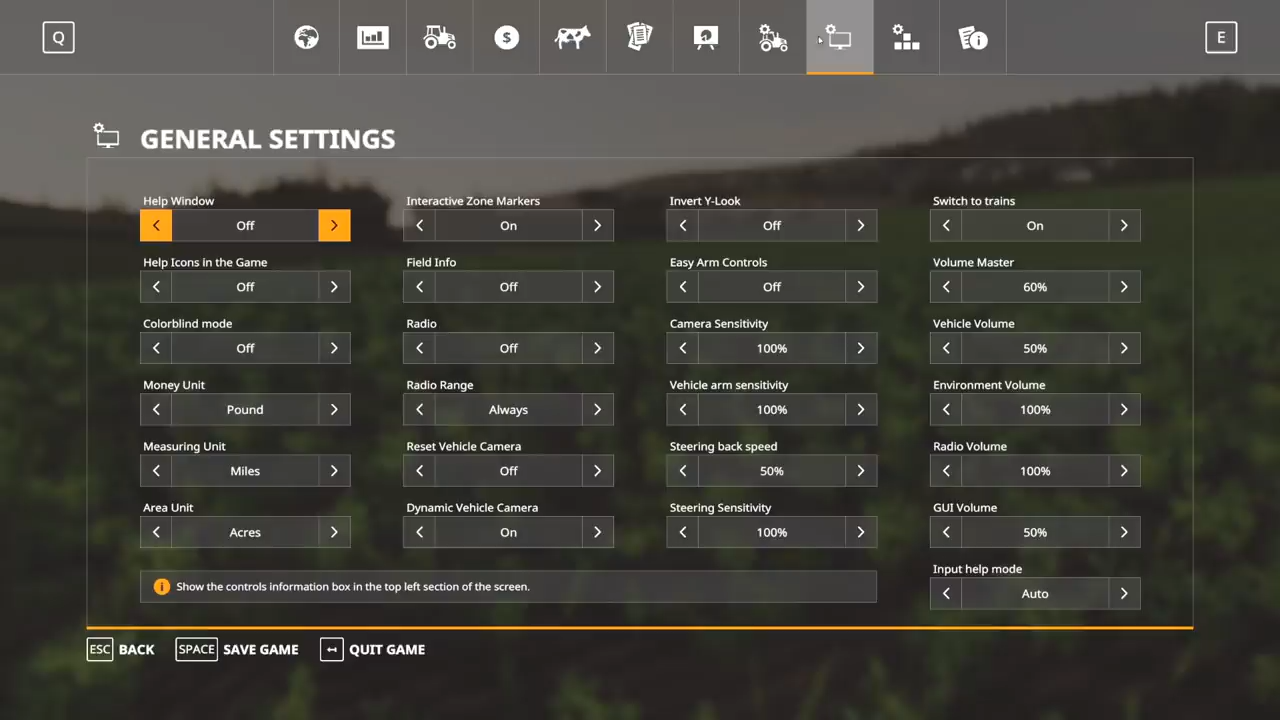 Q
E
GENERAL SETTINGS
Help Window
Off
Help Icons in the Game
Off
Colorblind mode
Off
Money Unit
Pound
Measuring Unit
Miles
Area Unit
Acres
Interactive Zone Markers
On
Field Info
Off
Radio
Off
Radio Range
Always
Reset Vehicle Camera
Off
Dynamic Vehicle Camera
On
Invert Y-Look
Off
Easy Arm Controls
Off
Camera Sensitivity
100%
Vehicle arm sensitivity
100%
Steering back speed
50%
Steering Sensitivity
100%
Switch to trains
On
Volume Master
60%
Vehicle Volume
50%
Environment Volume
100%
Radio Volume
100%
GUI Volume
50%
Input help mode
Auto
Show the controls information box in the top left section of the screen.
ESC BACK SPACE SAVE GAME ↔ QUIT GAME